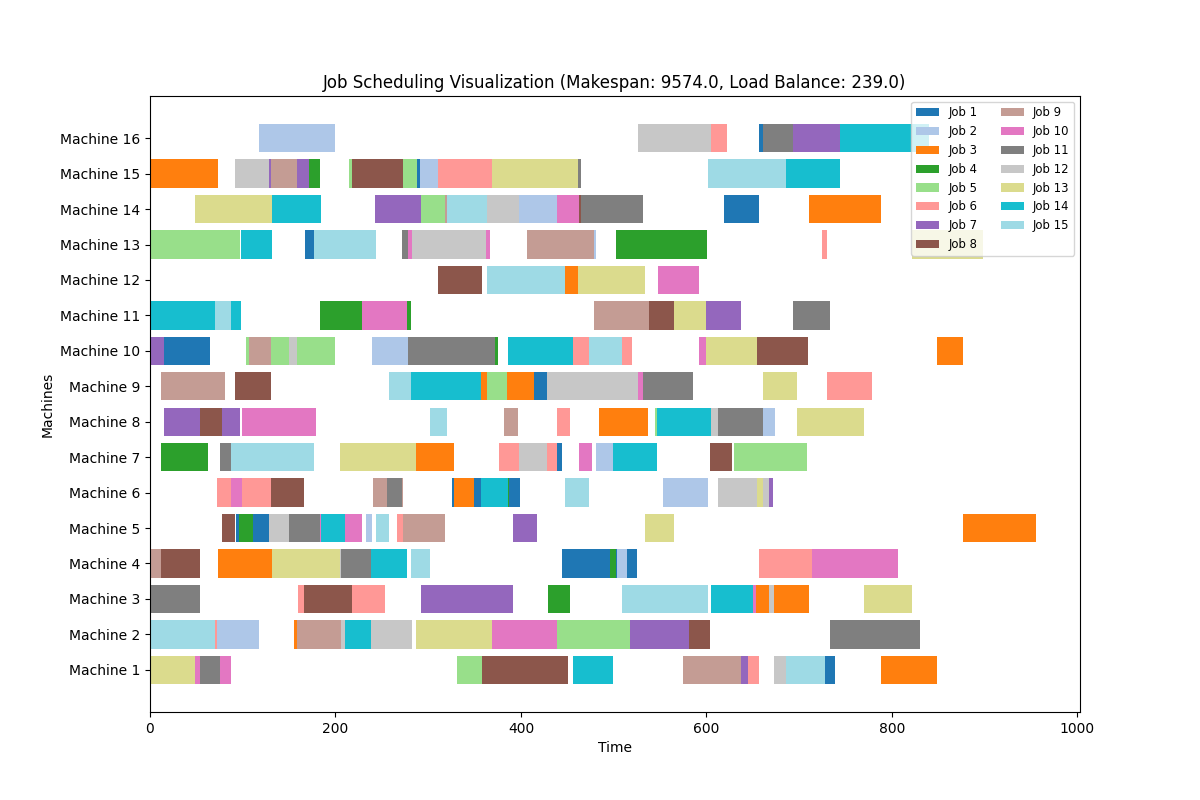 Job Scheduling Visualization (Makespan: 9574.0, Load Balance: 239.0)
Machine 16
Machine 15
Machine 14
Machine 13
Machine 12
Machine 11
Machine 10
Machine 9
Machine 8
Machine 7
Machine 6
Machine 5
Machine 4
Machine 3
Machine 2
Machine 1
Machines
0 200 400 600 800 1000
Time
Job 1
Job 2
Job 3
Job 4
Job 5
Job 6
Job 7
Job 8
Job 9
Job 10
Job 11
Job 12
Job 13
Job 14
Job 15